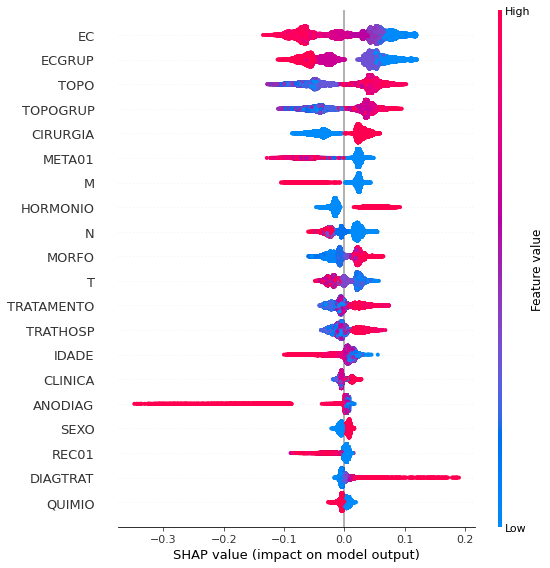 High
EC
ECGRUP
TOPO
TOPOGRUP
CIRURGIA
META01
M
HORMONIO
N
MORFO
T
TRATAMENTO
TRATHOSP
IDADE
CLINICA
ANODIAG
SEXO
REC01
DIAGTRAT
QUIMIO
Feature value
Low
−0.3 −0.2 −0.1 0.0 0.1 0.2
SHAP value (impact on model output)